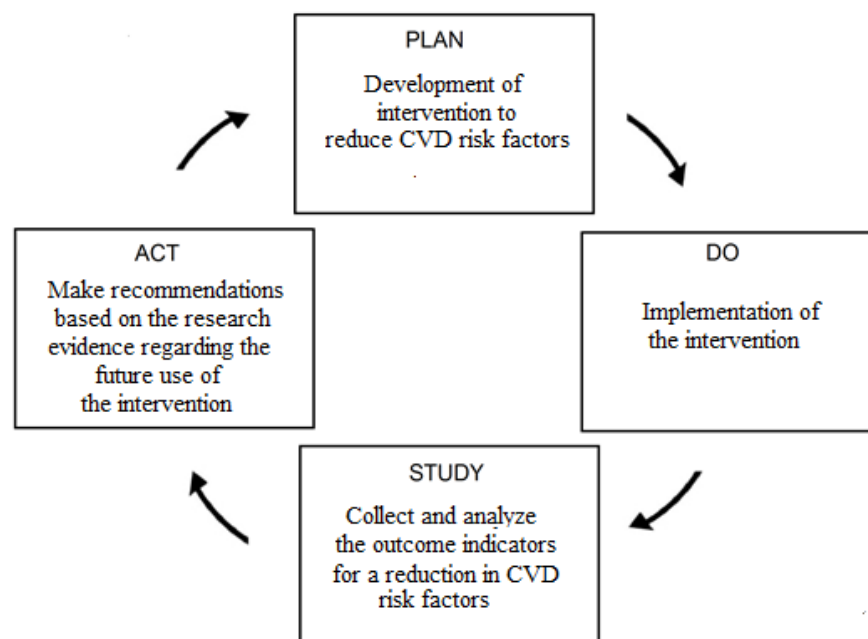 PLAN
Development of
intervention to
reduce CVD risk factors
DO
Implementation of
the intervention
STUDY
Collect and analyze
the outcome indicators
for a reduction in CVD
risk factors
ACT
Make recommendations
based on the research
evidence regarding the
future use of
the intervention